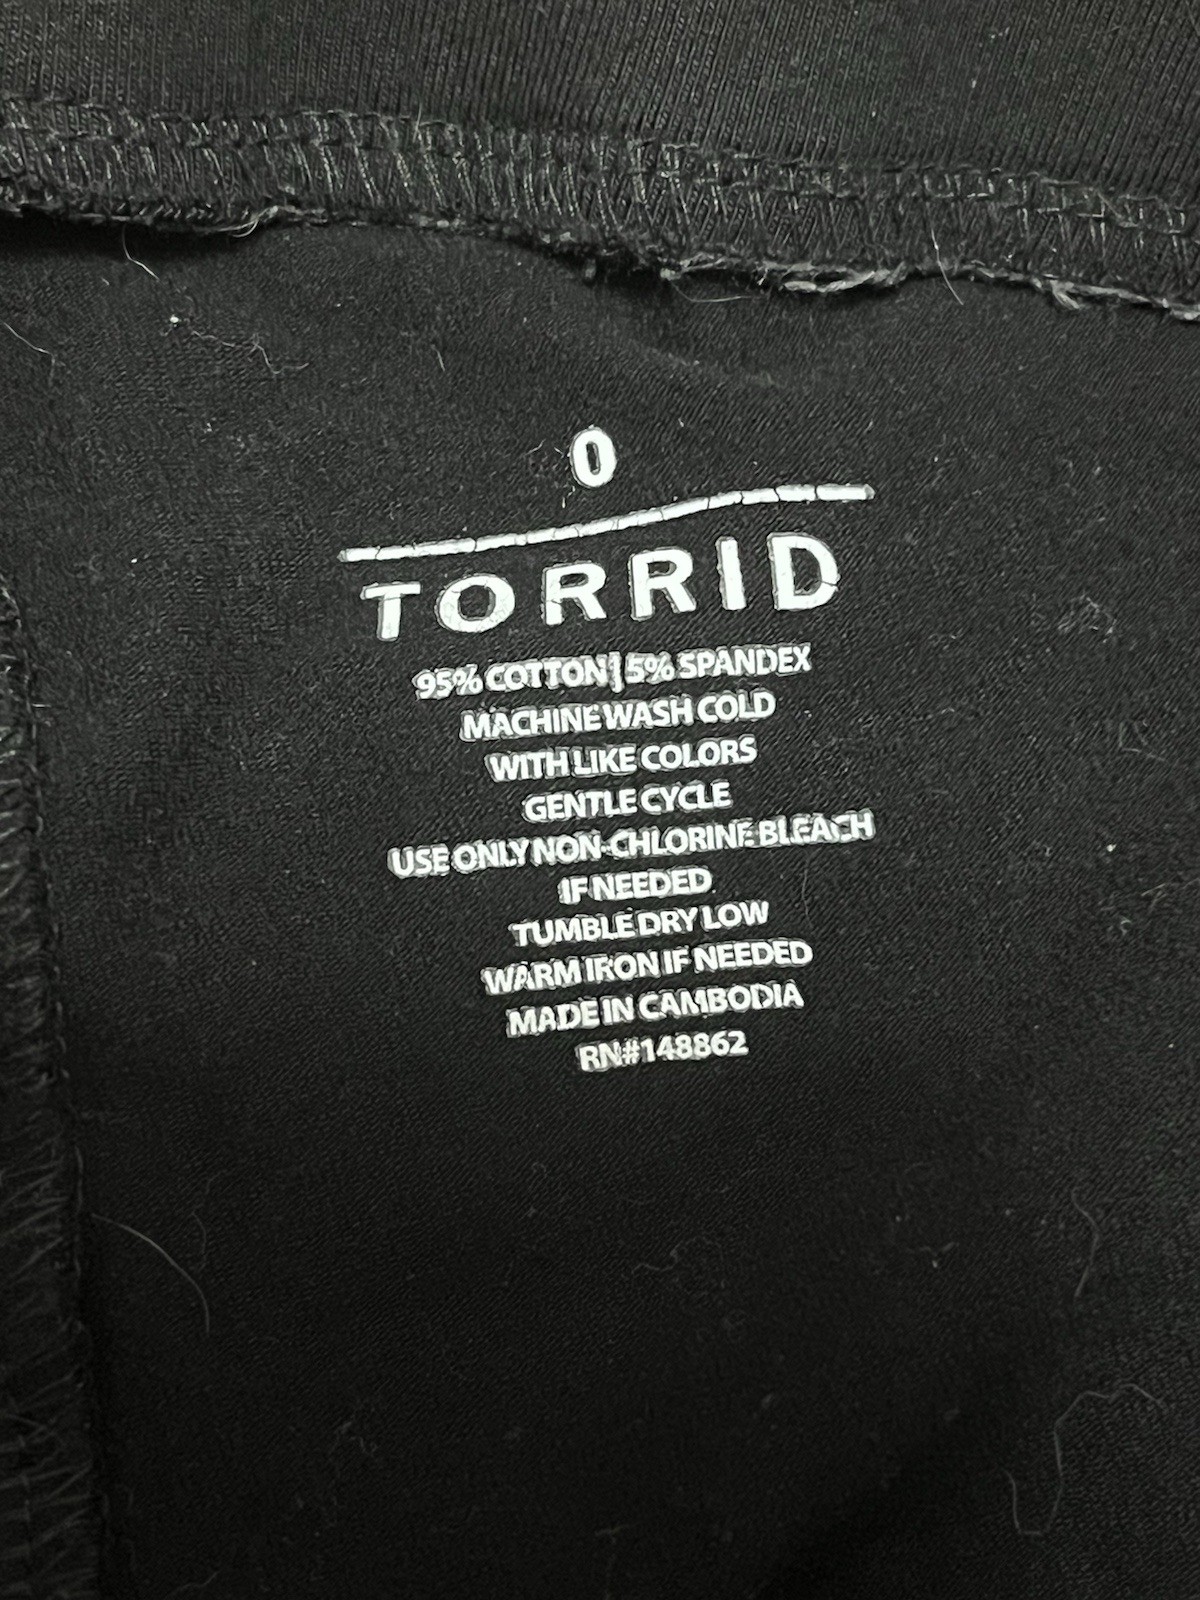 0
TORRID
95% COTTON | 5% SPANDEX
MACHINE WASH COLD
WITH LIKE COLORS
GENTLE CYCLE
USE ONLY NON-CHLORINE BLEACH
IF NEEDED
TUMBLE DRY LOW
WARM IRON IF NEEDED
MADE IN CAMBODIA
RN#148862